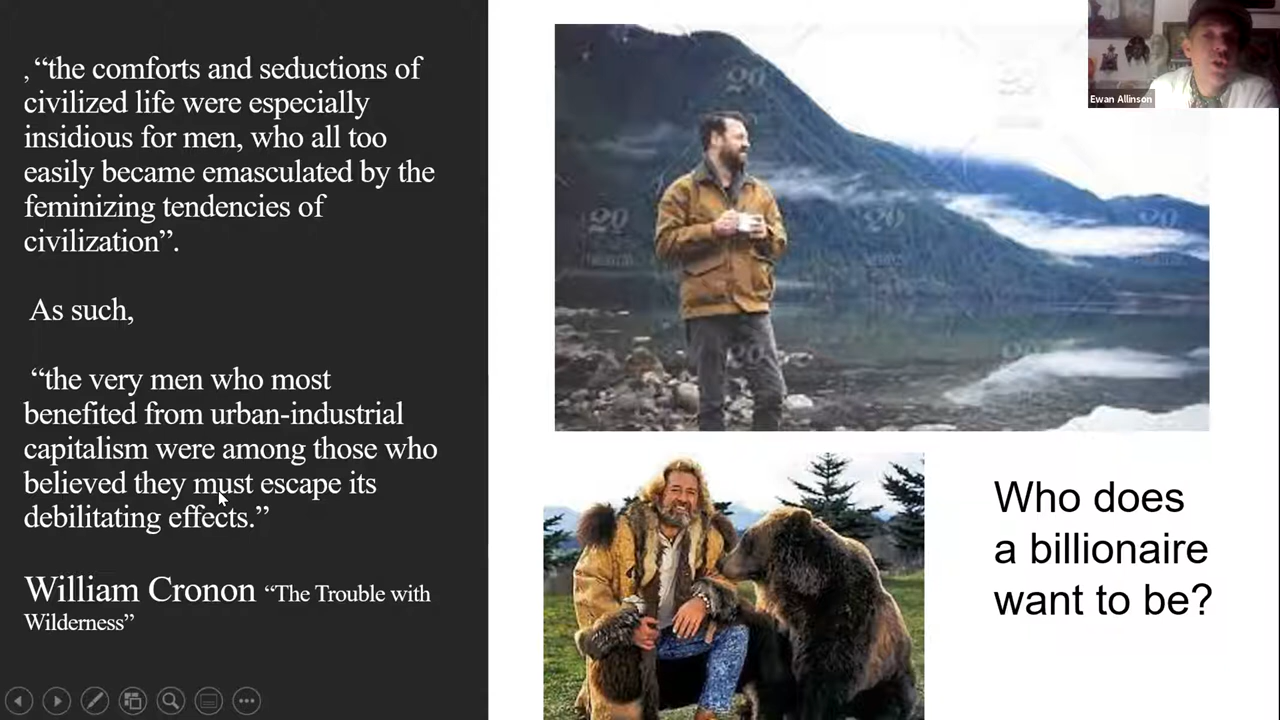 , “the comforts and seductions of
civilized life were especially
insidious for men, who all too
easily became emasculated by the
feminizing tendencies of
civilization”.
As such,
“the very men who most
benefited from urban-industrial
capitalism were among those who
believed they must escape its
debilitating effects.”
William Cronon “The Trouble with
Wilderness”
Who does
a billionaire
want to be?
Ewan Allinson